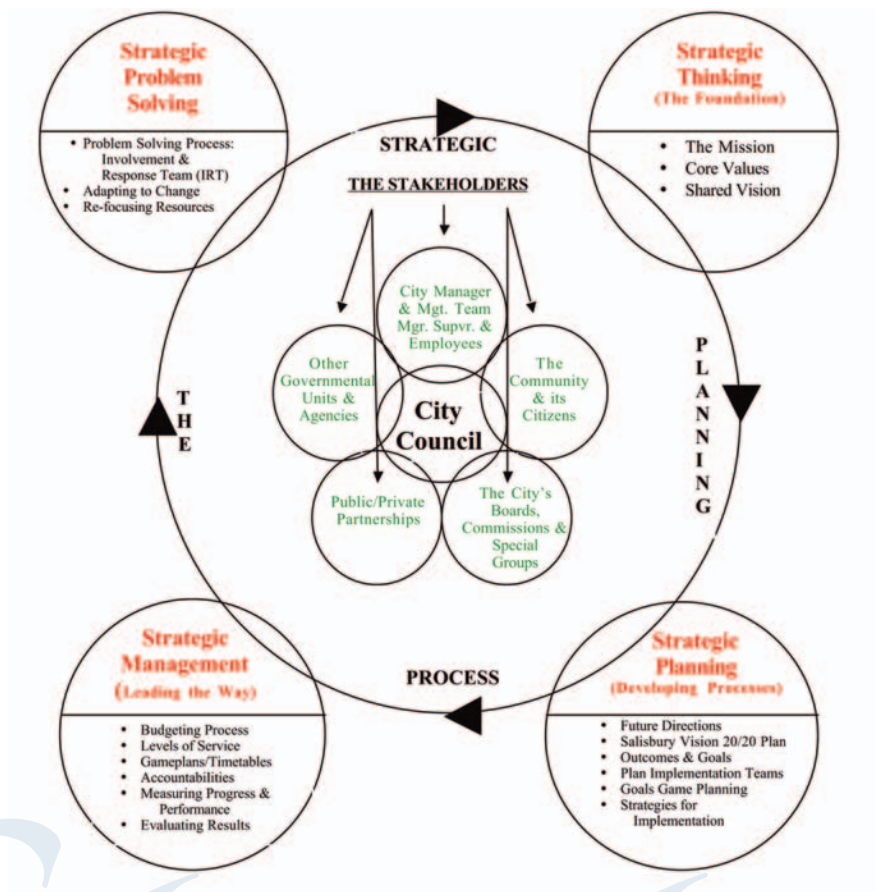 Strategic
Problem
Solving
• Problem Solving Process:
Involvement &
Response Team (IRT)
• Adapting to Change
• Re-focusing Resources
Strategic
Thinking
(The Foundation)
• The Mission
• Core Values
• Shared Vision
STRATEGIC
THE STAKEHOLDERS
City Manager
& Mgt. Team
Mgr. Supvr. &
Employees
Other
Governmental
Units &
Agencies
The
Community
& its
Citizens
City
Council
Public/Private
Partnerships
The City's
Boards,
Commissions &
Special
Groups
THE
PLANNING
PROCESS
Strategic
Management
(Leading the Way)
• Budgeting Process
• Levels of Service
• Gameplans/Timetables
• Accountabilities
• Measuring Progress &
Performance
• Evaluating Results
Strategic
Planning
(Developing Processes)
• Future Directions
• Salisbury Vision 20/20 Plan
• Outcomes & Goals
• Plan Implementation Teams
• Goals Game Planning
• Strategies for
Implementation